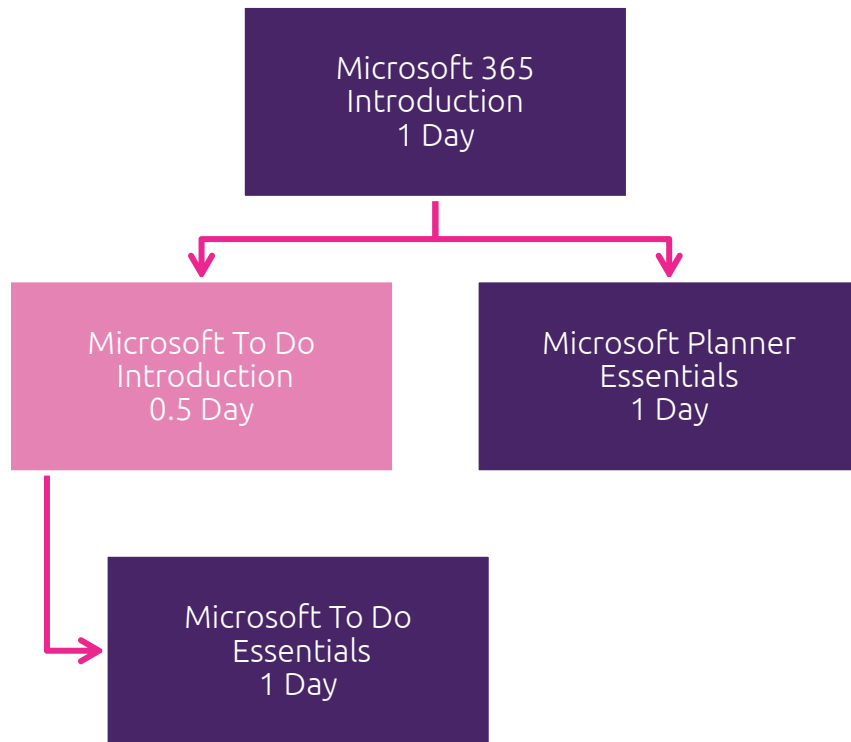 Microsoft 365
Introduction
1 Day
Microsoft To Do
Introduction
0.5 Day
Microsoft Planner
Essentials
1 Day
Microsoft To Do
Essentials
1 Day